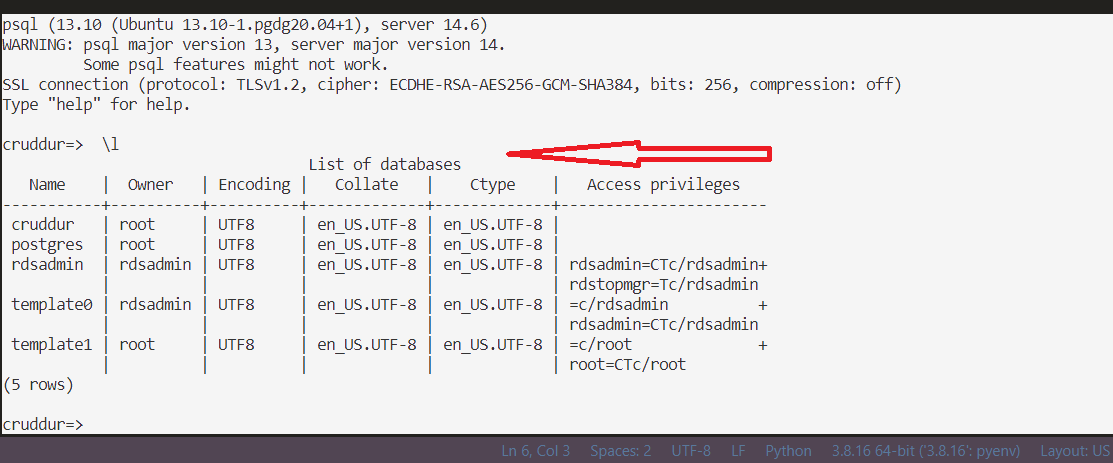 psql (13.10 (Ubuntu 13.10-1.pgdg20.04+1), server 14.6)
WARNING: psql major version 13, server major version 14.
         Some psql features might not work.
SSL connection (protocol: TLSv1.2, cipher: ECDHE-RSA-AES256-GCM-SHA384, bits: 256, compression: off)
Type "help" for help.

cruddur=>  \l
                                  List of databases
   Name    |  Owner   | Encoding |   Collate   |    Ctype    |   Access privileges
-----------+----------+----------+-------------+-------------+-----------------------
 cruddur   | root     | UTF8     | en_US.UTF-8 | en_US.UTF-8 |
 postgres  | root     | UTF8     | en_US.UTF-8 | en_US.UTF-8 |
 rdsadmin  | rdsadmin | UTF8     | en_US.UTF-8 | en_US.UTF-8 | rdsadmin=CTc/rdsadmin+
           |          |          |             |             | rdstopmgr=Tc/rdsadmin
 template0 | rdsadmin | UTF8     | en_US.UTF-8 | en_US.UTF-8 | =c/rdsadmin          +
           |          |          |             |             | rdsadmin=CTc/rdsadmin
 template1 | root     | UTF8     | en_US.UTF-8 | en_US.UTF-8 | =c/root              +
           |          |          |             |             | root=CTc/root
(5 rows)

cruddur=>
Ln 6, Col 3 Spaces: 2 UTF-8 LF Python 3.8.16 64-bit ('3.8.16': pyenv) Layout: US